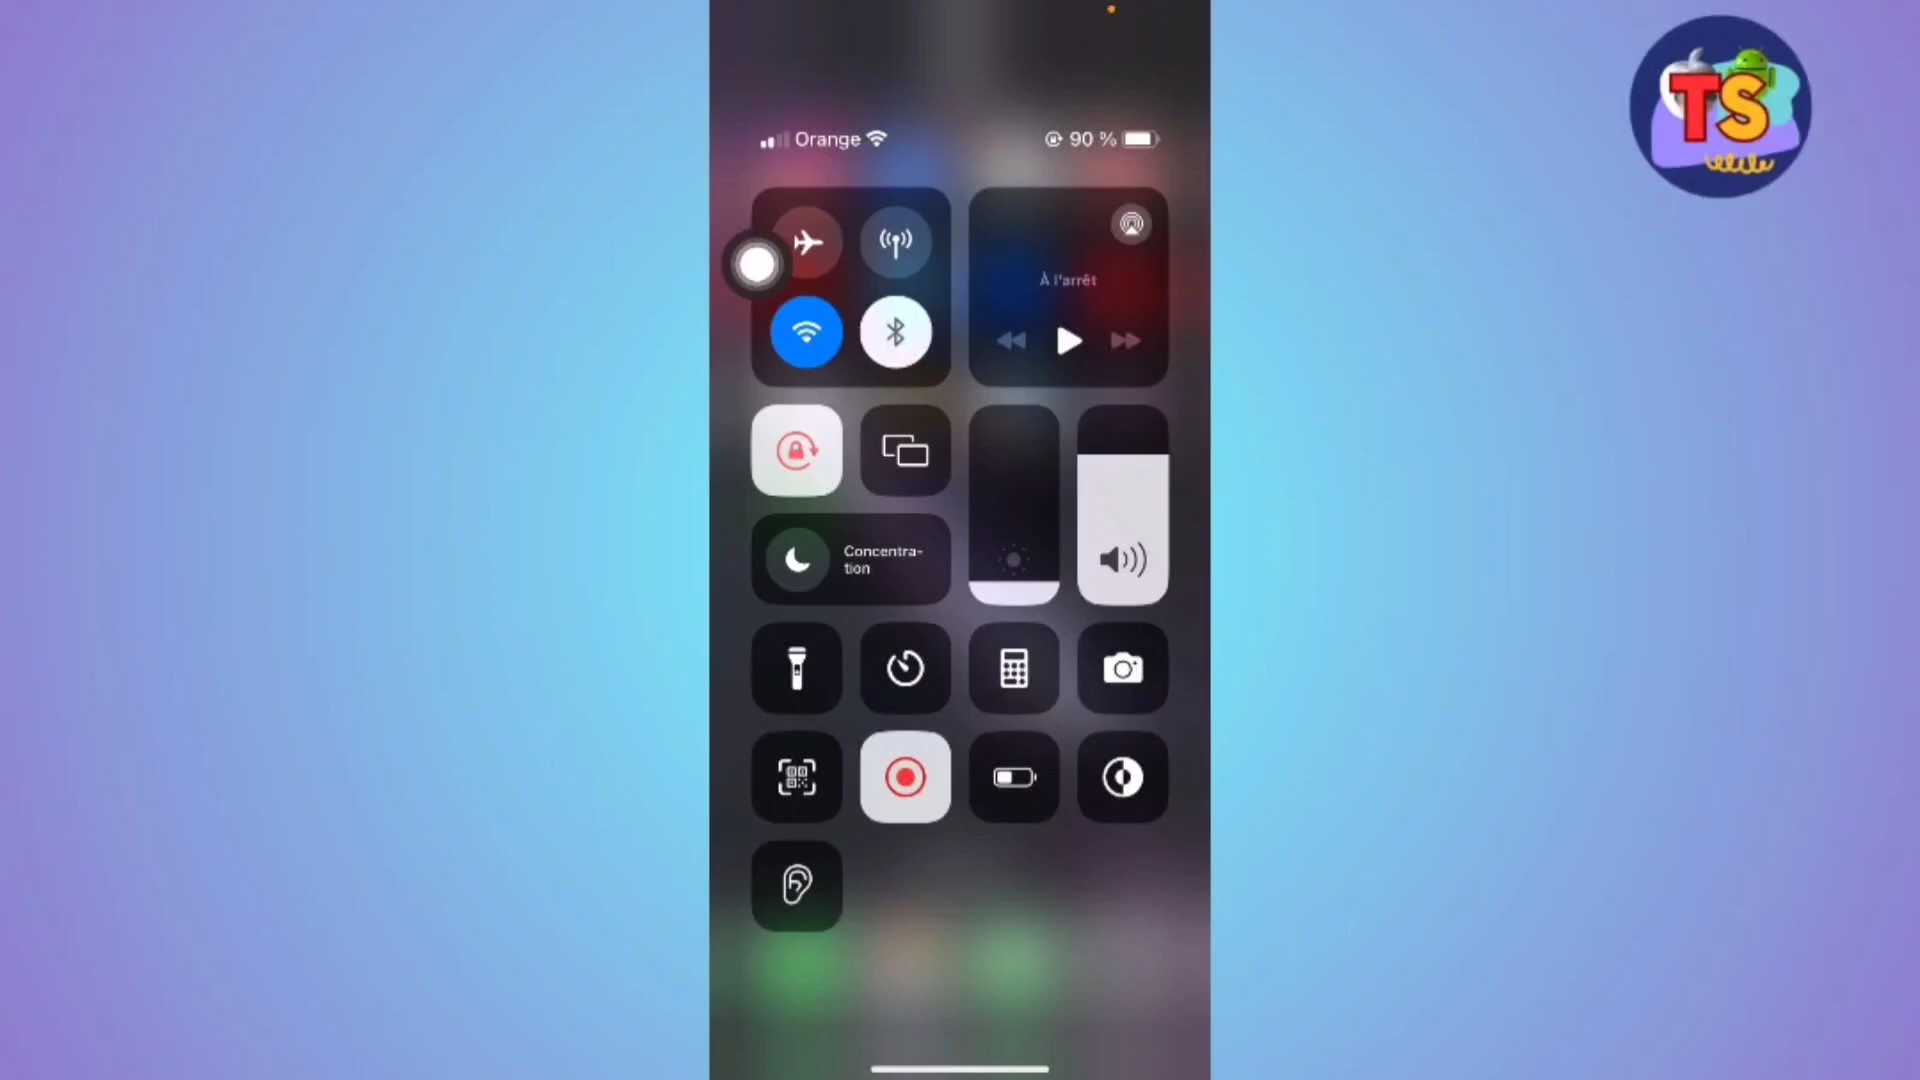 Orange
90 %
TS
À l'arrêt
Concentra-
tion